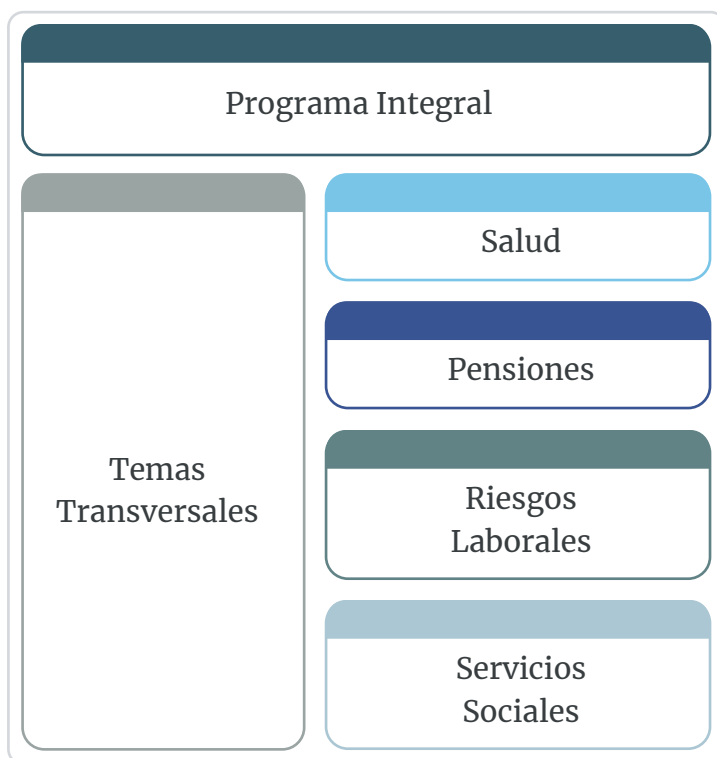 Programa Integral
Temas
Transversales
Salud
Pensiones
Riesgos
Laborales
Servicios
Sociales